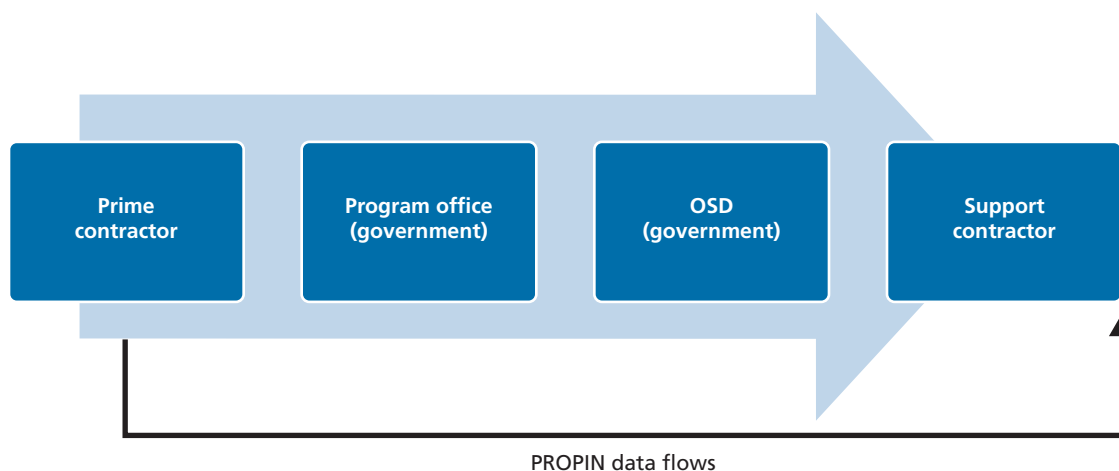 Prime
contractor
Program office
(government)
OSD
(government)
Support
contractor
PROPIN data flows